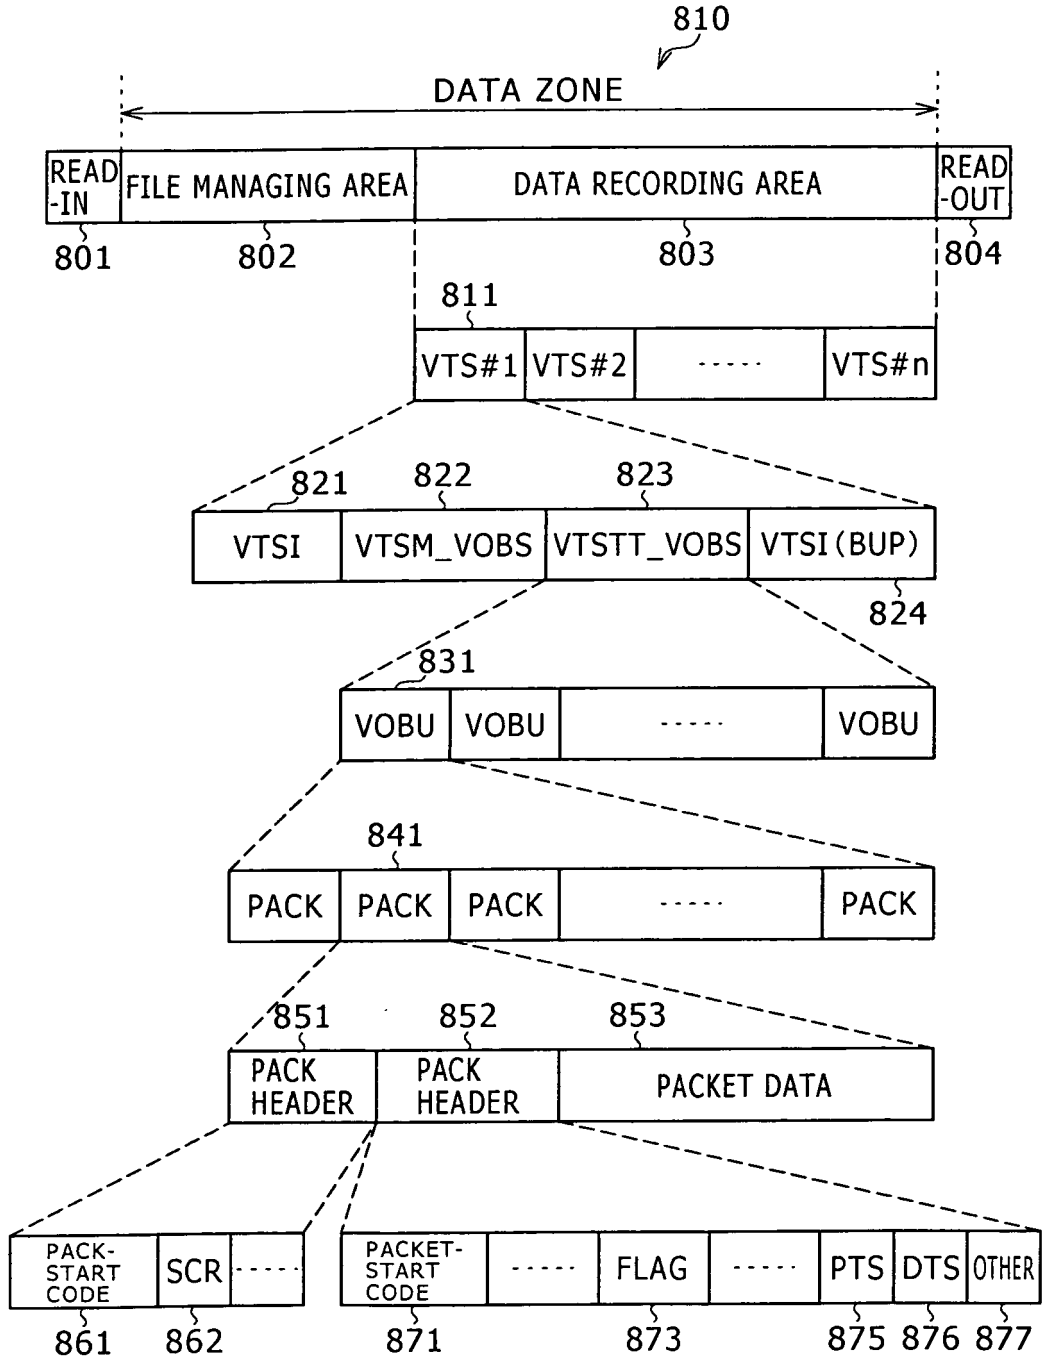 810
DATA ZONE
READ
-IN
FILE MANAGING AREA
DATA RECORDING AREA
READ
-OUT
801
802
803
804
811
VTS#1
VTS#2
-----
VTS#n
821
822
823
VTSI
VTSM_VOBS
VTSTT_VOBS
VTSI(BUP)
824
831
VOBU
VOBU
-----
VOBU
841
PACK
PACK
PACK
-----
PACK
851
852
853
PACK
HEADER
PACK
HEADER
PACKET DATA
PACK-
START
CODE
SCR
-----
PACKET-
START
CODE
-----
FLAG
-----
PTS
DTS
OTHER
861
862
871
873
875
876
877